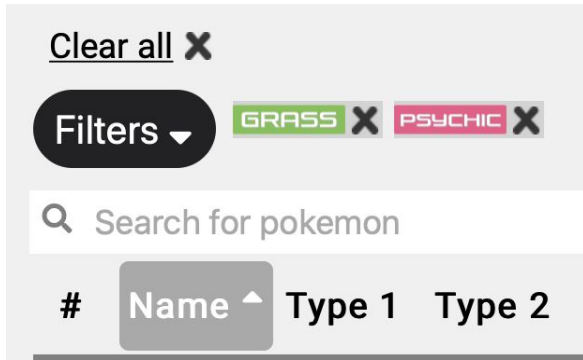 Clear all
Filters GRASS PSYCHIC
Search for pokemon
# Name Type 1 Type 2